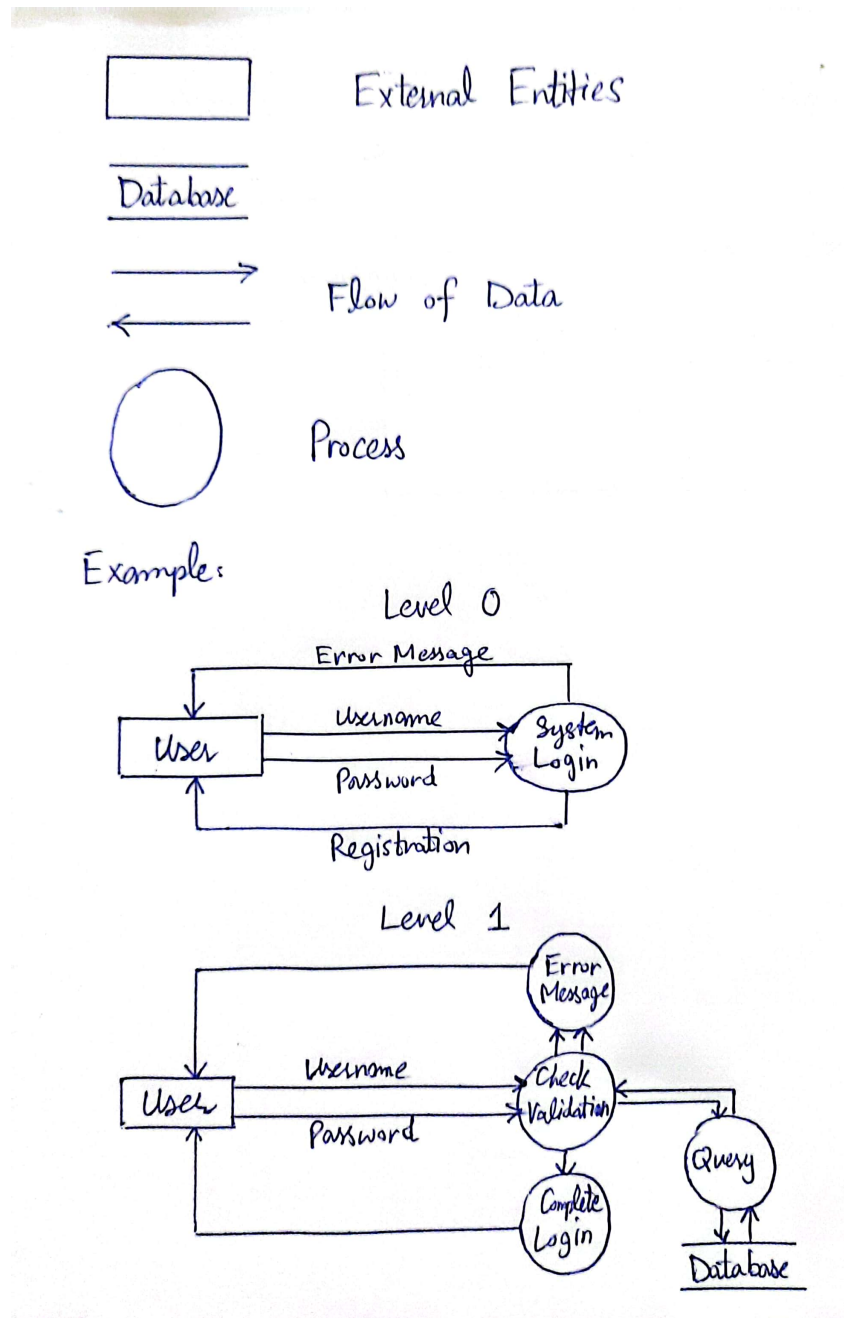 External Entities
Database
Flow of Data
Process
Example:
Level 0
Error Message
Username
User
System
Login
Password
Registration
Level 1
Error
Message
Username
Check
Validation
User
Password
Query
Complete
Login
Database